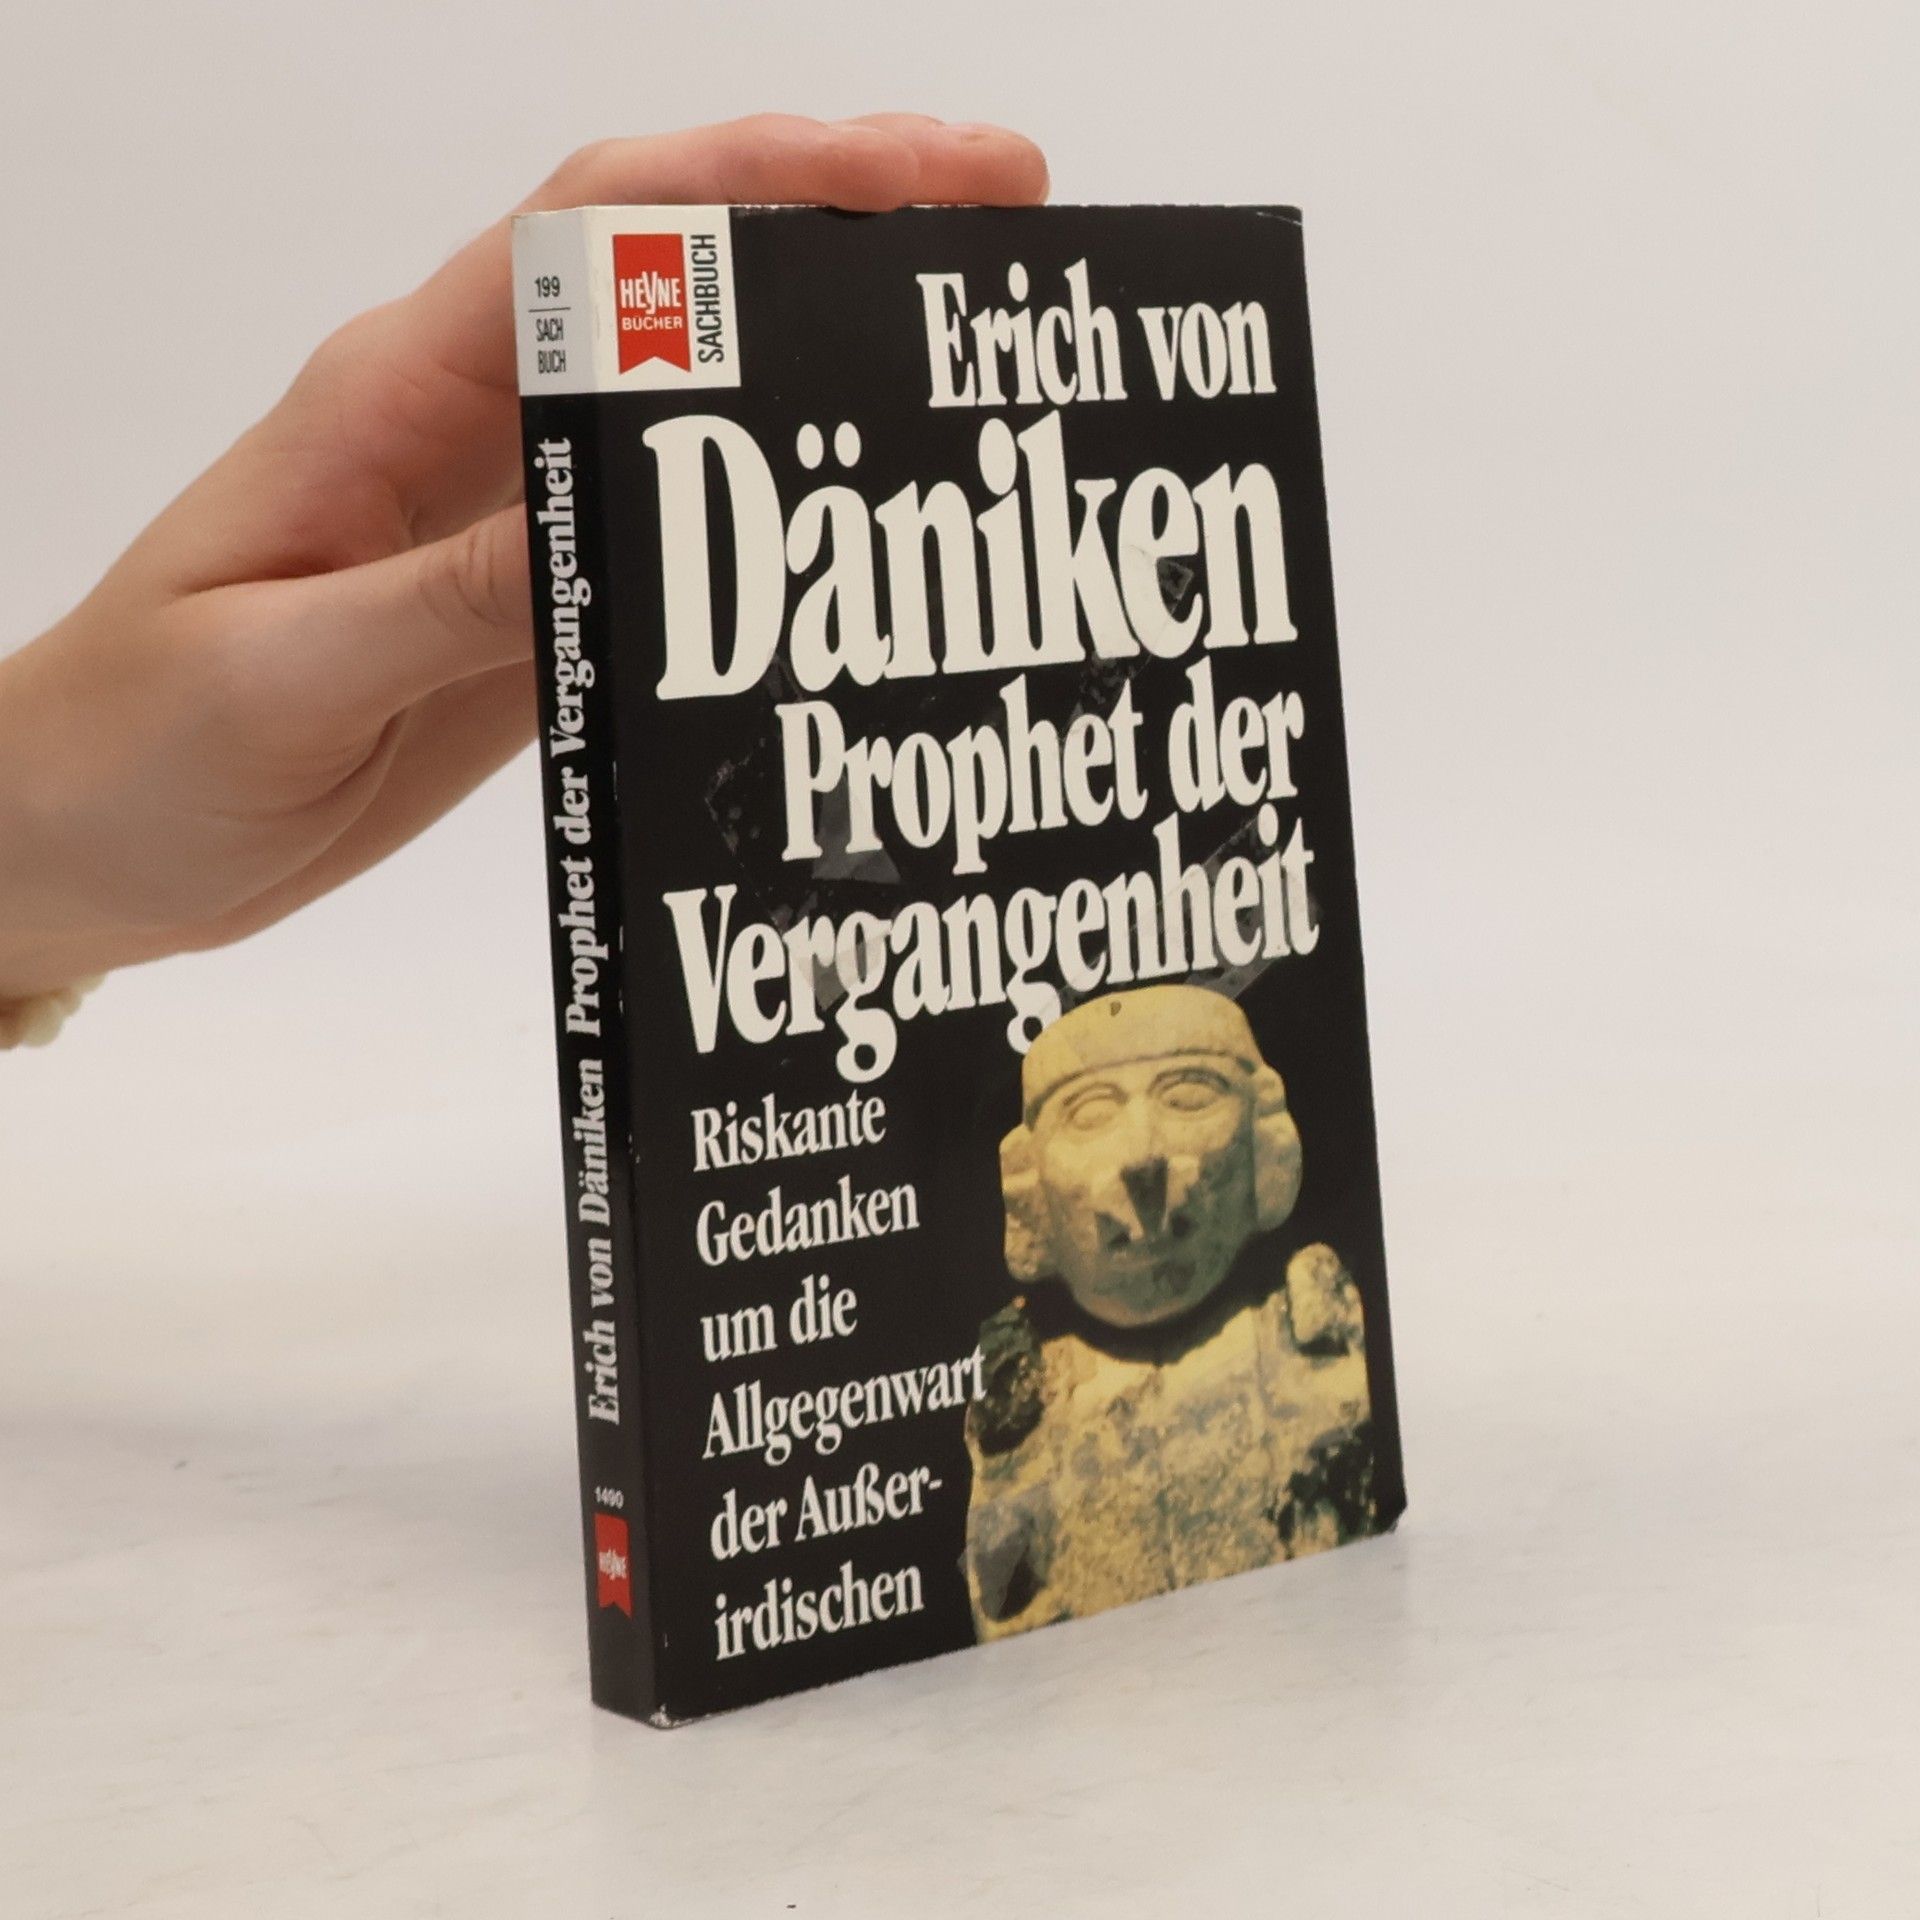 199
SACH
BUCH
HEYNE
BÜCHER
SACHBUCH
Erich von
Däniken
Prophet der
Vergangenheit
Riskante
Gedanken
um die
Allgegenwart
der Außer-
irdischen
Erich von Däniken Prophet der Vergangenheit
1490
HEYNE